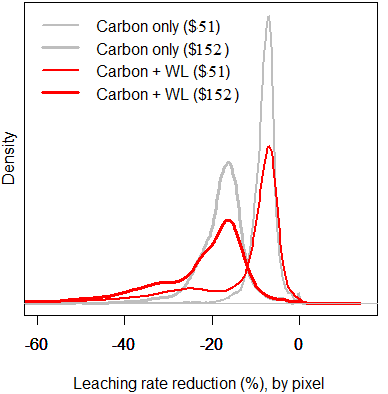 Carbon only ($51)
Carbon only ($152)
Carbon + WL ($51)
Carbon + WL ($152)
Density
-60 -40 -20 0
Leaching rate reduction (%), by pixel